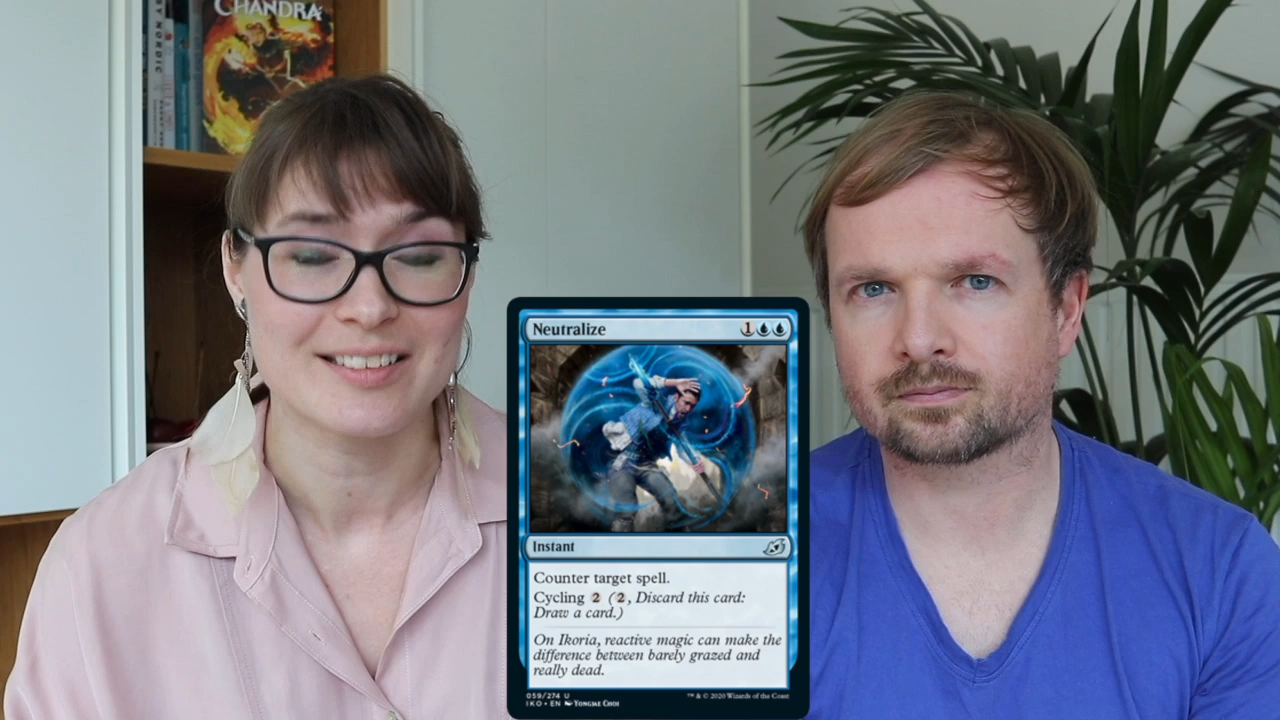 CHANDRA
NORDIC
Neutralize 1
Instant
Counter target spell.
Cycling 2 (2, Discard this card:
Draw a card.)
On Ikoria, reactive magic can make the
difference between barely grazed and
really dead.
059/274 U
IKO • EN YONGJAE CHOI
™ & © 2020 Wizards of the Coast